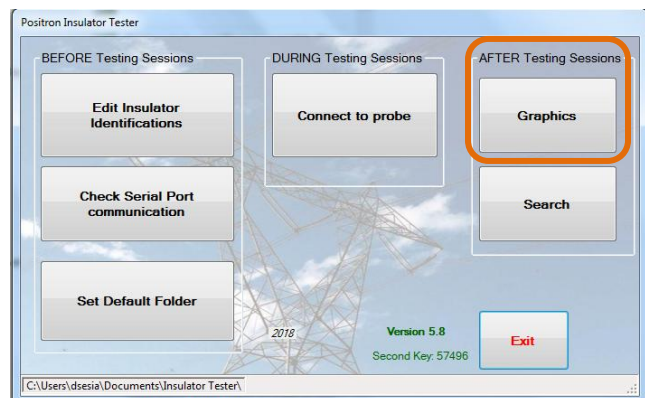 Positron Insulator Tester
BEFORE Testing Sessions
Edit Insulator
Identifications
Check Serial Port
communication
Set Default Folder
DURING Testing Sessions
Connect to probe
AFTER Testing Sessions
Graphics
Search
2018
Version 5.8
Second Key: 57496
Exit
C:\Users\dsesia\Documents\Insulator Tester\